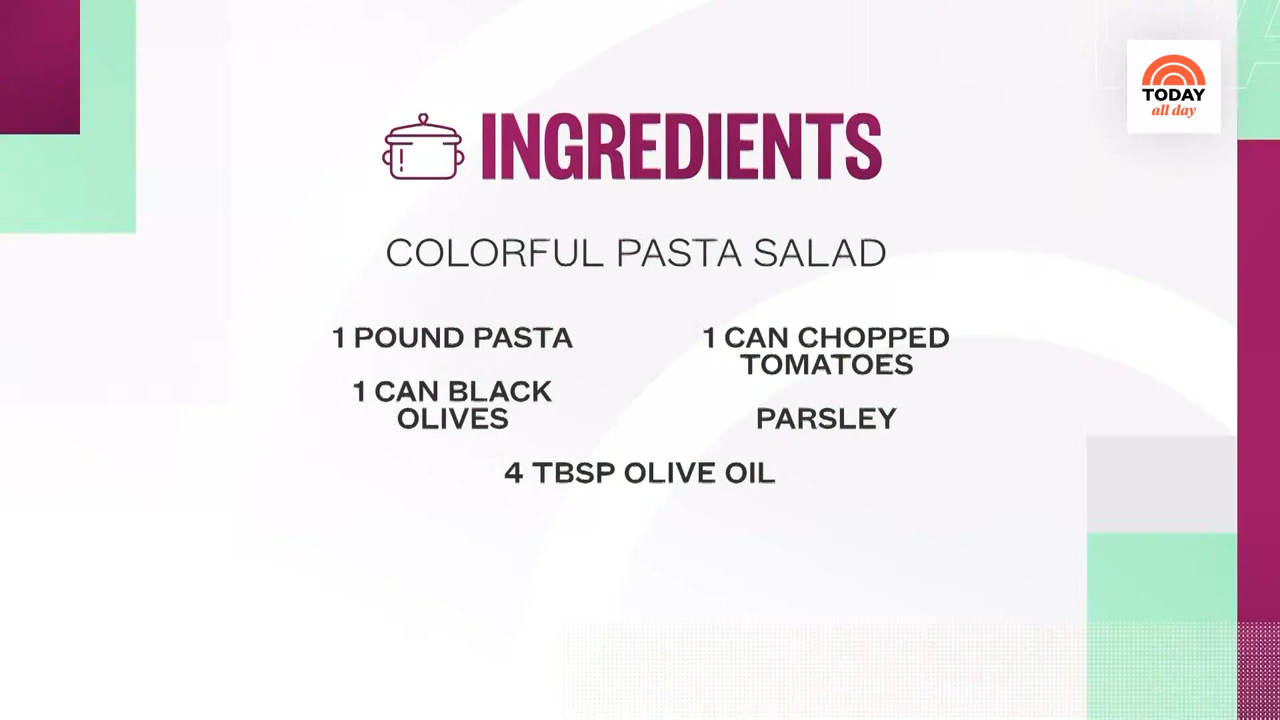 TODAY
all day
INGREDIENTS
COLORFUL PASTA SALAD
1 POUND PASTA
1 CAN BLACK
OLIVES
1 CAN CHOPPED
TOMATOES
PARSLEY
4 TBSP OLIVE OIL